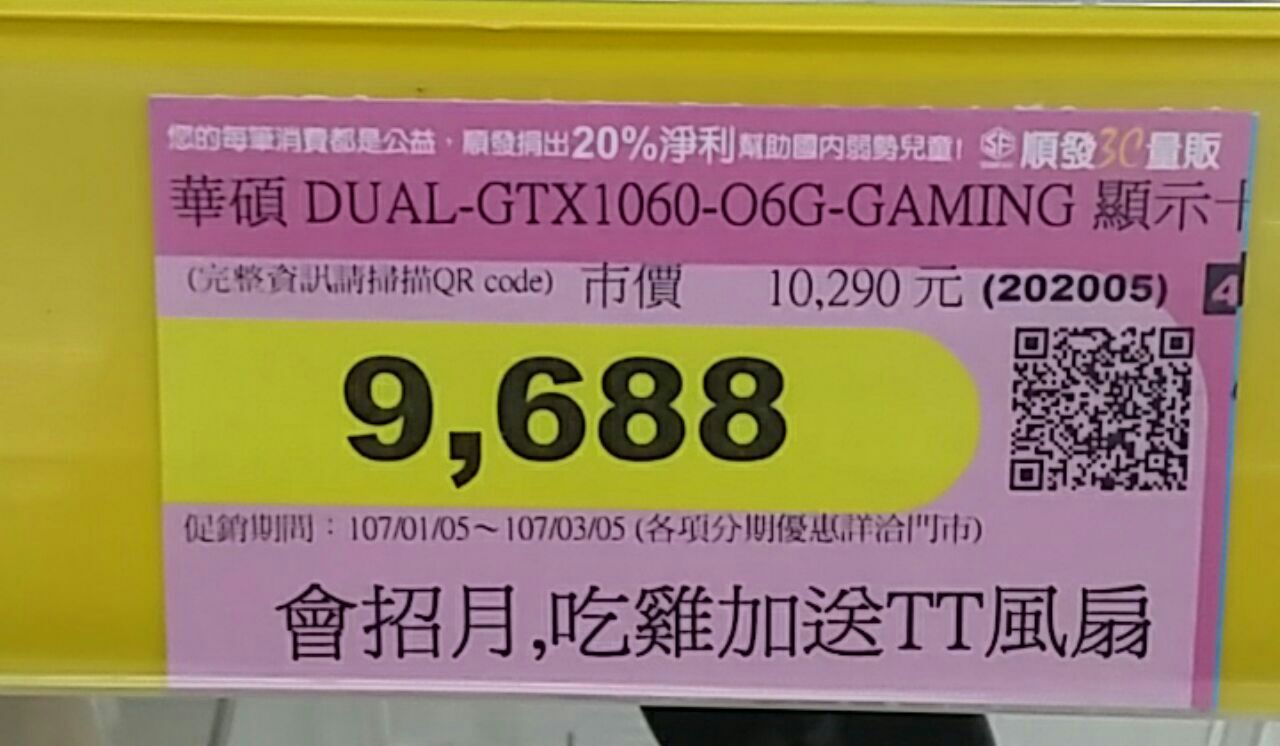 您的每筆消費都是公益,順發捐出20%淨利幫助國內弱勢兒童! SF 順發3C量販
華碩 DUAL-GTX1060-O6G-GAMING 顯示
(完整資訊請掃描QR code) 市價 10,290 元 (202005) 4
9,688
促銷期間:107/01/05~107/03/05 (各項分期優惠詳洽門市)
會招月,吃雞加送TT風扇